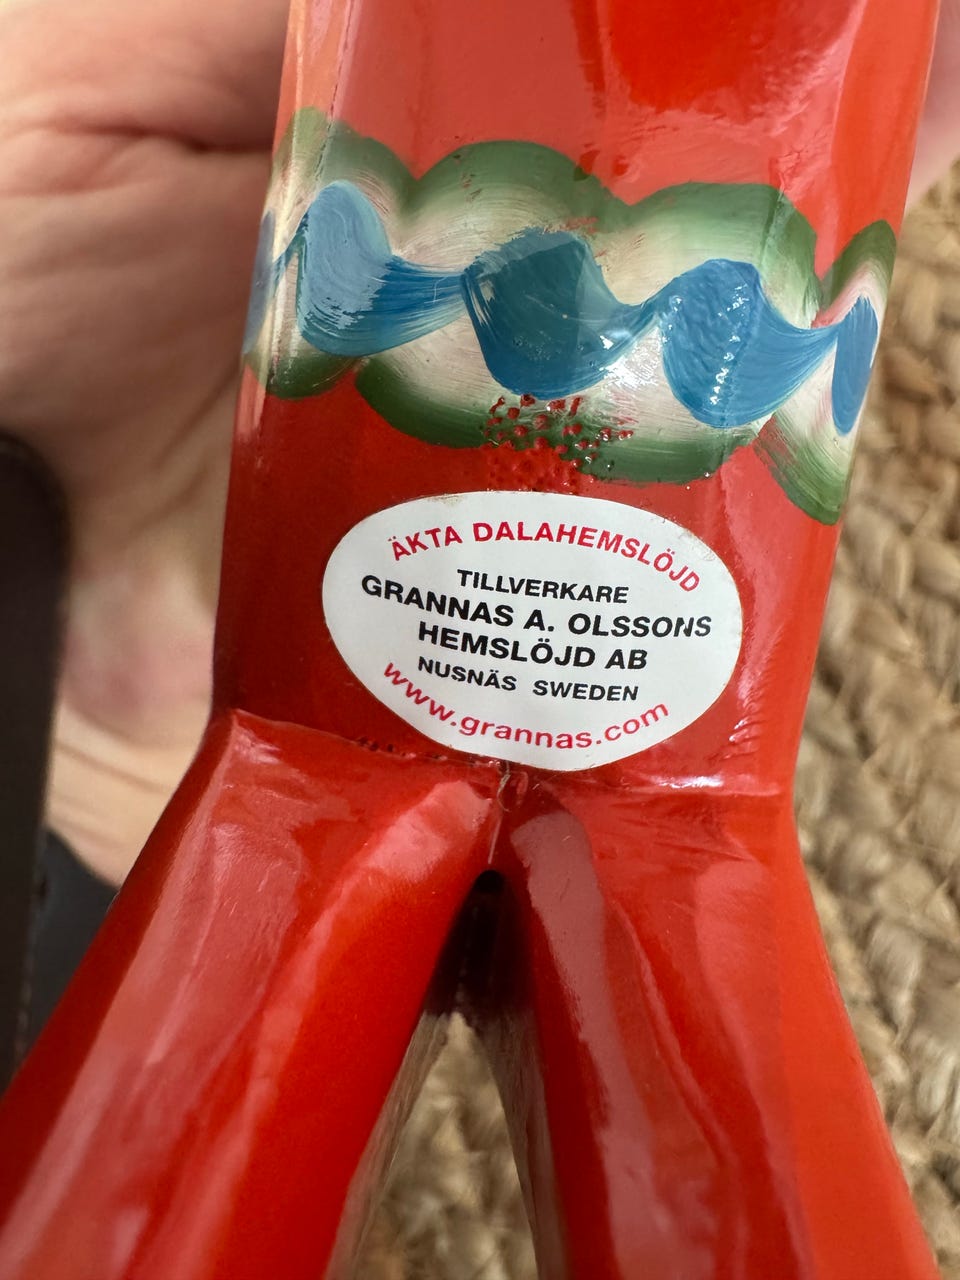 ÄKTA DALAHEMSLÖJD
TILLVERKARE
GRANNAS A. OLSSONS
HEMSLÖJD AB
NUSNÄS SWEDEN
www.grannas.com